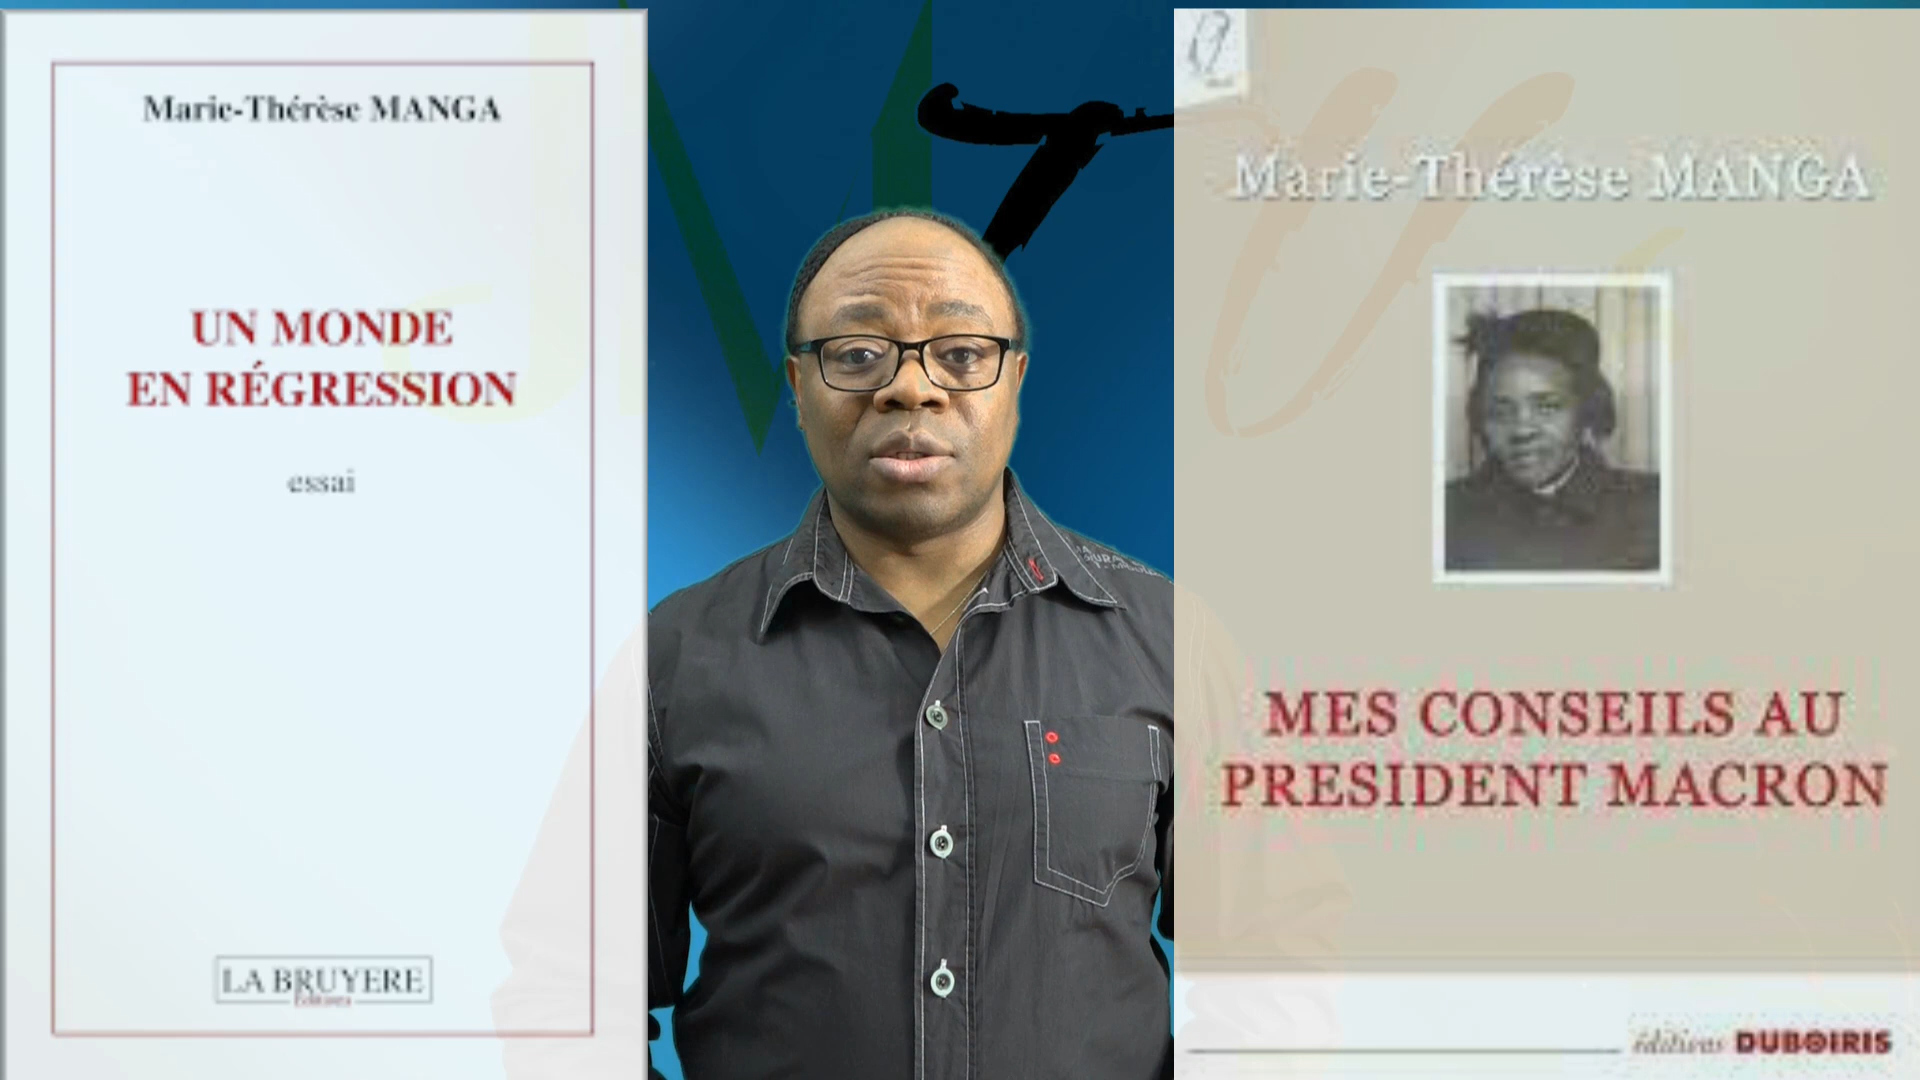 Marie-Thérèse MANGA
UN MONDE
EN RÉGRESSION
essai
LA BRUYERE
Editions
Marie-Thérèse MANGA
MES CONSEILS AU
PRESIDENT MACRON
éditions DUBOIRIS